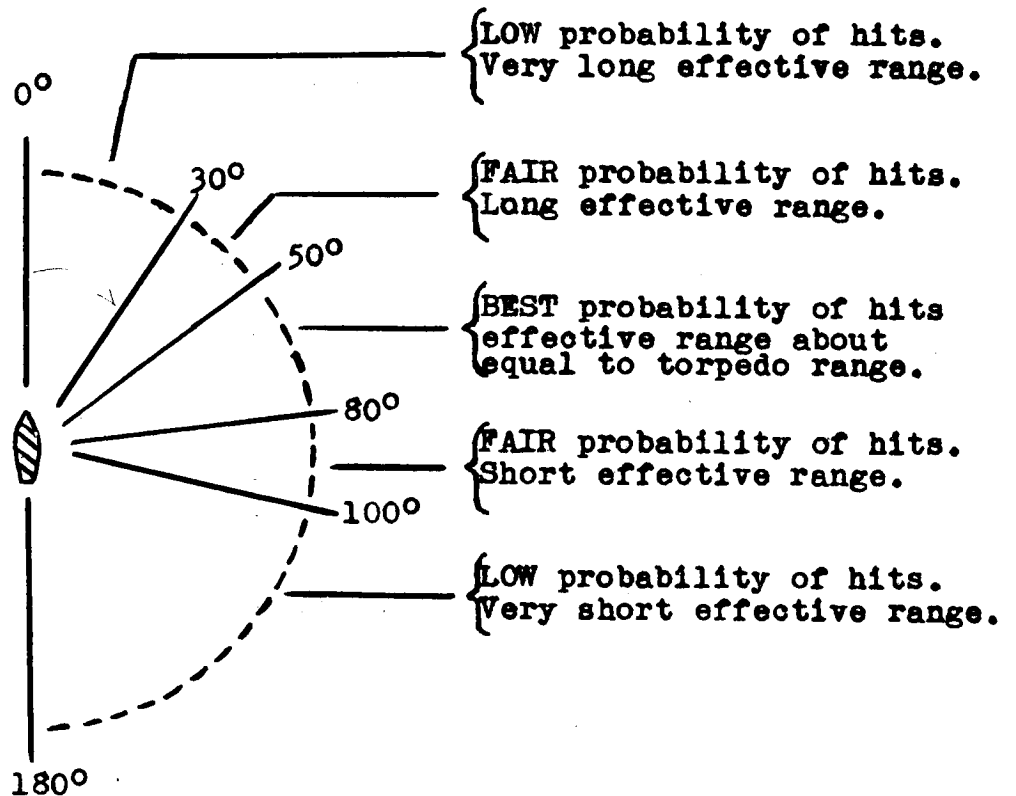 0°
LOW probability of hits.
Very long effective range.
30°
FAIR probability of hits.
Long effective range.
50°
BEST probability of hits
effective range about
equal to torpedo range.
80°
FAIR probability of hits.
Short effective range.
100°
LOW probability of hits.
Very short effective range.
180°